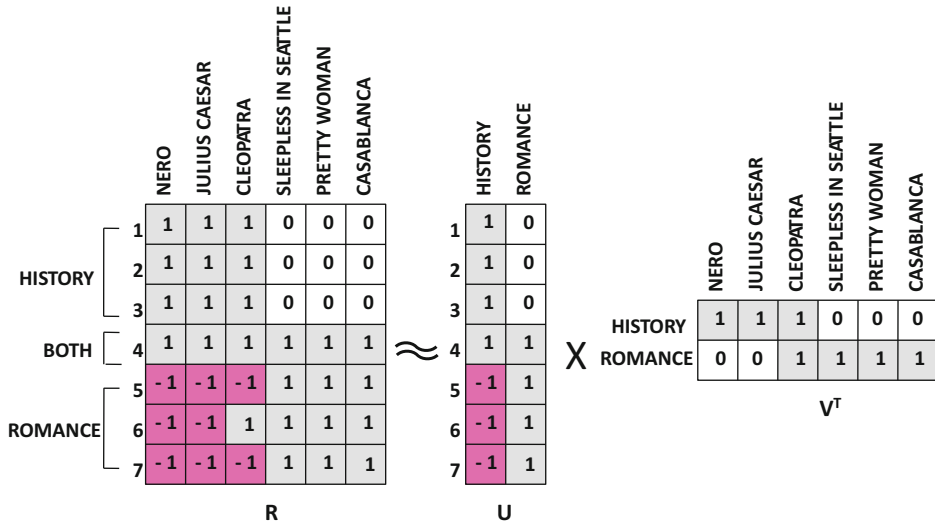 NERO JULIUS CAESAR CLEOPATRA SLEEPLESS IN SEATTLE PRETTY WOMAN CASABLANCA
1 1 1 1 0 0 0
2 1 1 1 0 0 0
3 1 1 1 0 0 0
4 1 1 1 1 1 1
5 -1 -1 -1 1 1 1
6 -1 -1 1 1 1 1
7 -1 -1 -1 1 1 1
HISTORY
BOTH
ROMANCE
R
≈
HISTORY ROMANCE
1 1 0
2 1 0
3 1 0
4 1 1
5 -1 1
6 -1 1
7 -1 1
U
X
NERO JULIUS CAESAR CLEOPATRA SLEEPLESS IN SEATTLE PRETTY WOMAN CASABLANCA
HISTORY 1 1 1 0 0 0
ROMANCE 0 0 1 1 1 1
Vᵀ